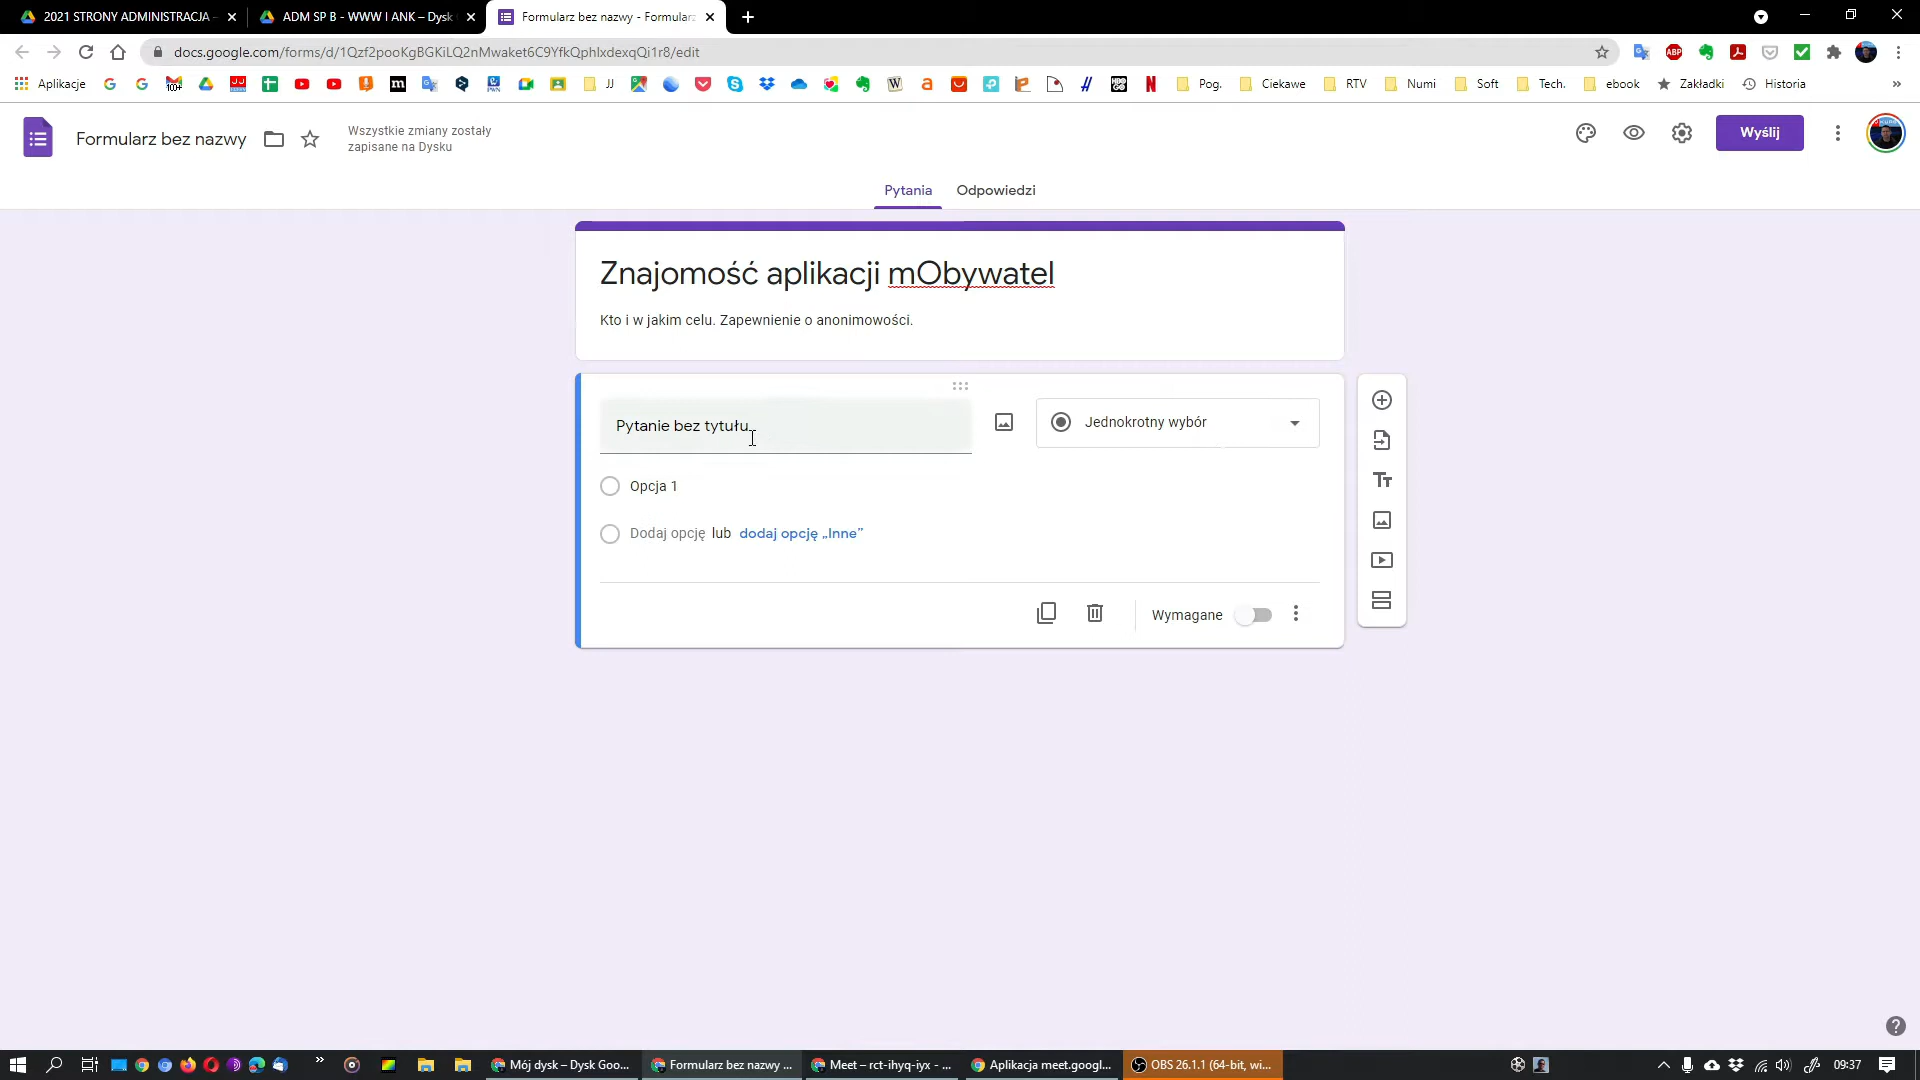 2021 STRONY ADMINISTRACJA
ADM SP B - WWW I ANK – Dysk
Formularz bez nazwy - Formularz
docs.google.com/forms/d/1Qzf2pooKgBGKiLQ2nMwaket6C9YfkQphlxdexqQi1r8/edit
ABP
Aplikacje
100+
JJ
Pog.
Ciekawe
RTV
Numi
Soft
Tech.
ebook
Zakładki
Historia
»
Formularz bez nazwy
Wszystkie zmiany zostały
zapisane na Dysku
Wyślij
Pytania
Odpowiedzi
Znajomość aplikacji mObywatel
Kto i w jakim celu. Zapewnienie o anonimowości.
Pytanie bez tytułu
Jednokrotny wybór
Opcja 1
Dodaj opcję lub dodaj opcję „Inne”
Wymagane
Mój dysk – Dysk Goo...
Formularz bez nazwy ...
Meet – rct-ihyq-iyx - ...
Aplikacja meet.googl...
OBS 26.1.1 (64-bit, wi...
09:37